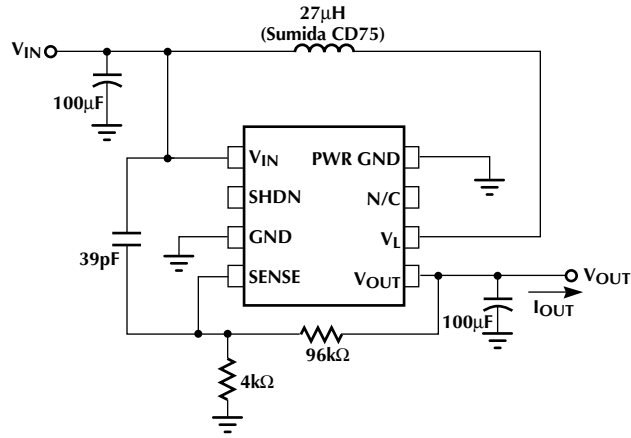 27μH
(Sumida CD75)
VIN
100μF
VIN
PWR GND
SHDN
N/C
GND
VL
39pF
SENSE
VOUT
VOUT
IOUT
100μF
96kΩ
4kΩ